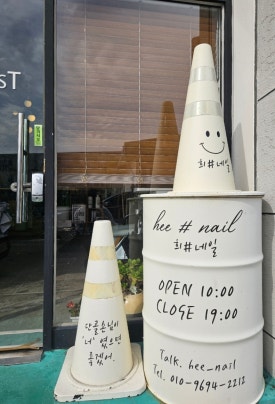 희#네일
hee # nail
희#네일
OPEN 10:00
CLOSE 19:00
Talk. hee_nail
Tel. 010-9694-2212
단골손님이
'너' 였으면
좋겠어.